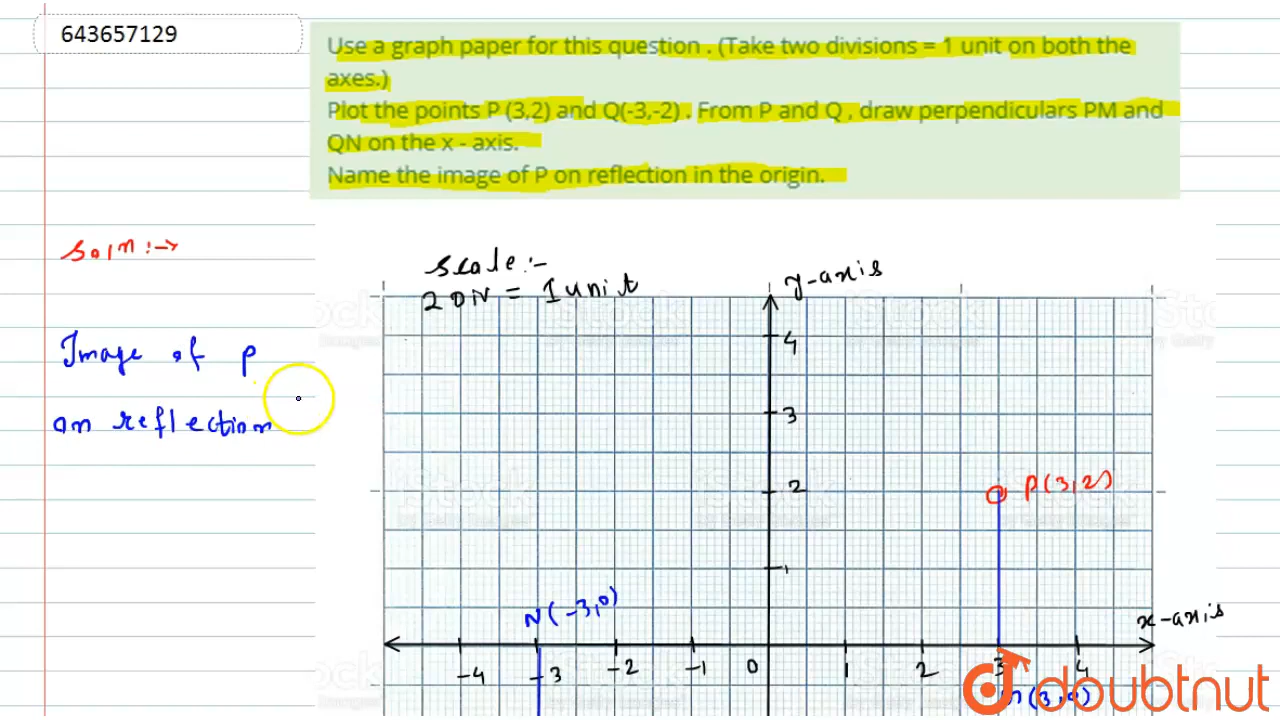 643657129
Use a graph paper for this question . (Take two divisions = 1 unit on both the
axes.)
Plot the points P (3,2) and Q(-3,-2) . From P and Q , draw perpendiculars PM and
QN on the x - axis.
Name the image of P on reflection in the origin.
Soln :→
Scale :-
2 DN = 1 unit
y-axis
Image of P
on reflection
4
3
2
P(3,2)
1
N(-3,0)
x-axis
-4 -3 -2 -1 0 1 2 3 4
M(3,0)
doubtnut